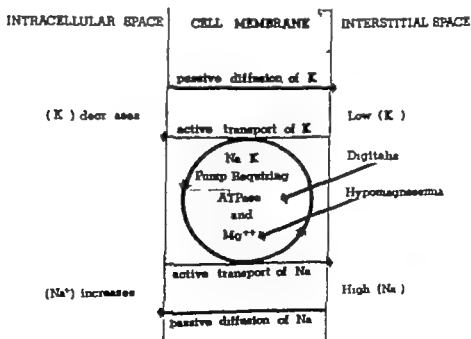 INTRACELLULAR SPACE CELL MEMBRANE INTERSTITIAL SPACE
passive diffusion of K
(K) decreases Low (K)
active transport of K
Na K
Pump Requiring
ATPase
and
Mg++
Digitalis
Hypomagnesemia
active transport of Na
(Na+) increases High (Na)
passive diffusion of Na